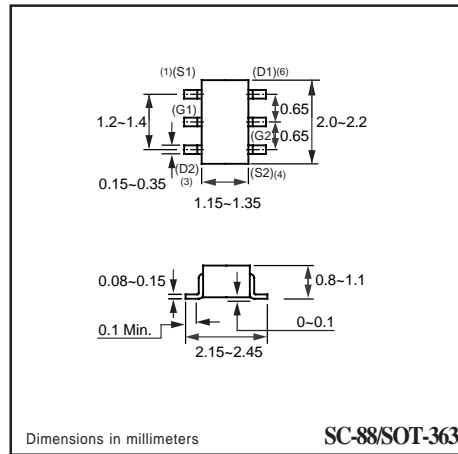 (1)(S1) (D1)(6)
(G1) 0.65
1.2~1.4 2.0~2.2
(G2) 0.65
(D2) (S2)(4)
0.15~0.35 (3)
1.15~1.35
0.08~0.15 0.8~1.1
0.1 Min. 0~0.1
2.15~2.45
Dimensions in millimeters SC-88/SOT-363